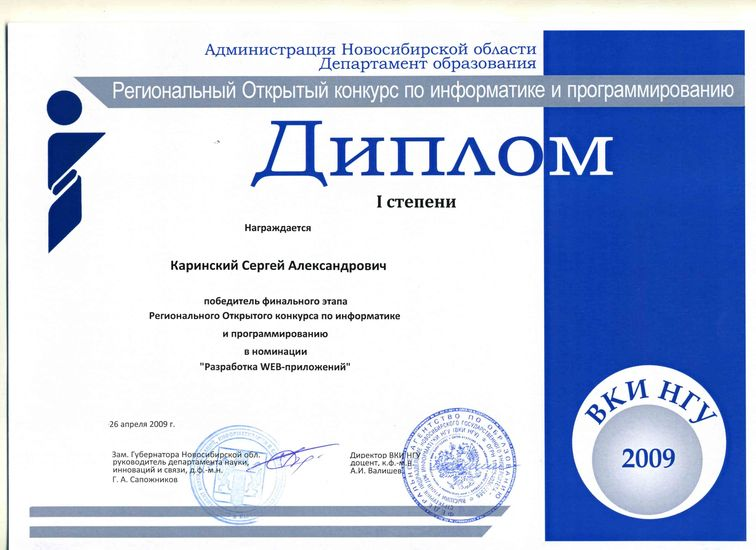 Администрация Новосибирской области
Департамент образования
Региональный Открытый конкурс по информатике и программированию
Диплом
I степени
Награждается
Каринский Сергей Александрович
победитель финального этапа
Регионального Открытого конкурса по информатике
и программированию
в номинации
"Разработка WEB-приложений"
26 апреля 2009 г.
Зам. Губернатора Новосибирской обл.
руководитель департамента науки,
инноваций и связи, д.ф.-м.н.
Г. А. Сапожников
Директор ВКИ НГУ
доцент, к.ф.-м.н.
А.И. Валишев
ВКИ НГУ
2009